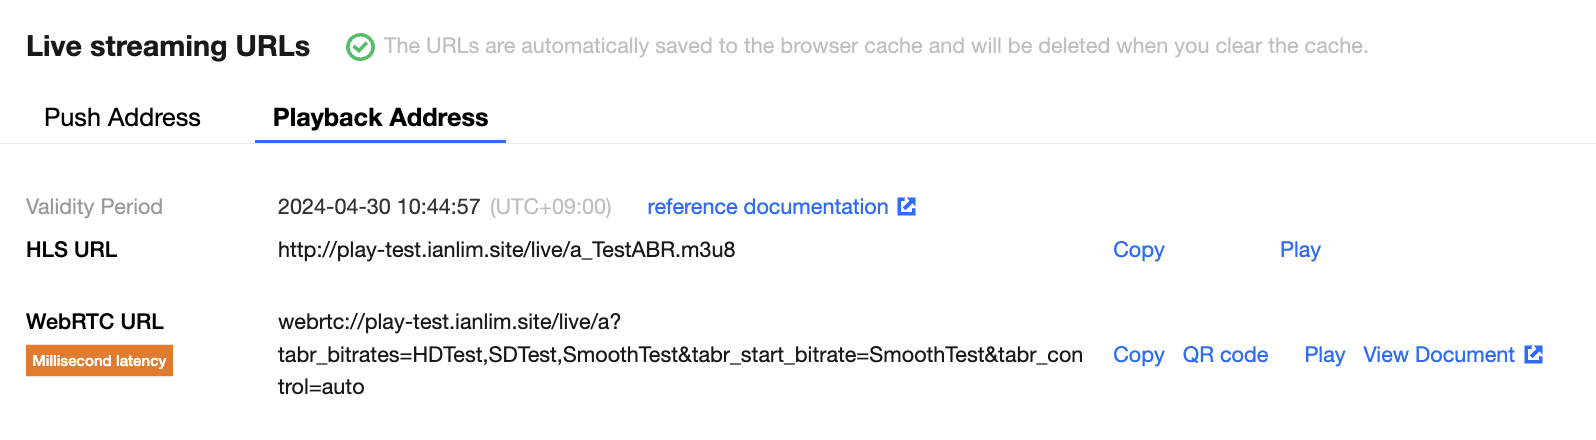 Live streaming URLs The URLs are automatically saved to the browser cache and will be deleted when you clear the cache.
Push Address Playback Address
Validity Period 2024-04-30 10:44:57 (UTC+09:00) reference documentation
HLS URL http://play-test.ianlim.site/live/a_TestABR.m3u8 Copy Play
WebRTC URL webrtc://play-test.ianlim.site/live/a?
Millisecond latency tabr_bitrates=HDTest,SDTest,SmoothTest&tabr_start_bitrate=SmoothTest&tabr_con Copy QR code Play View Document
trol=auto